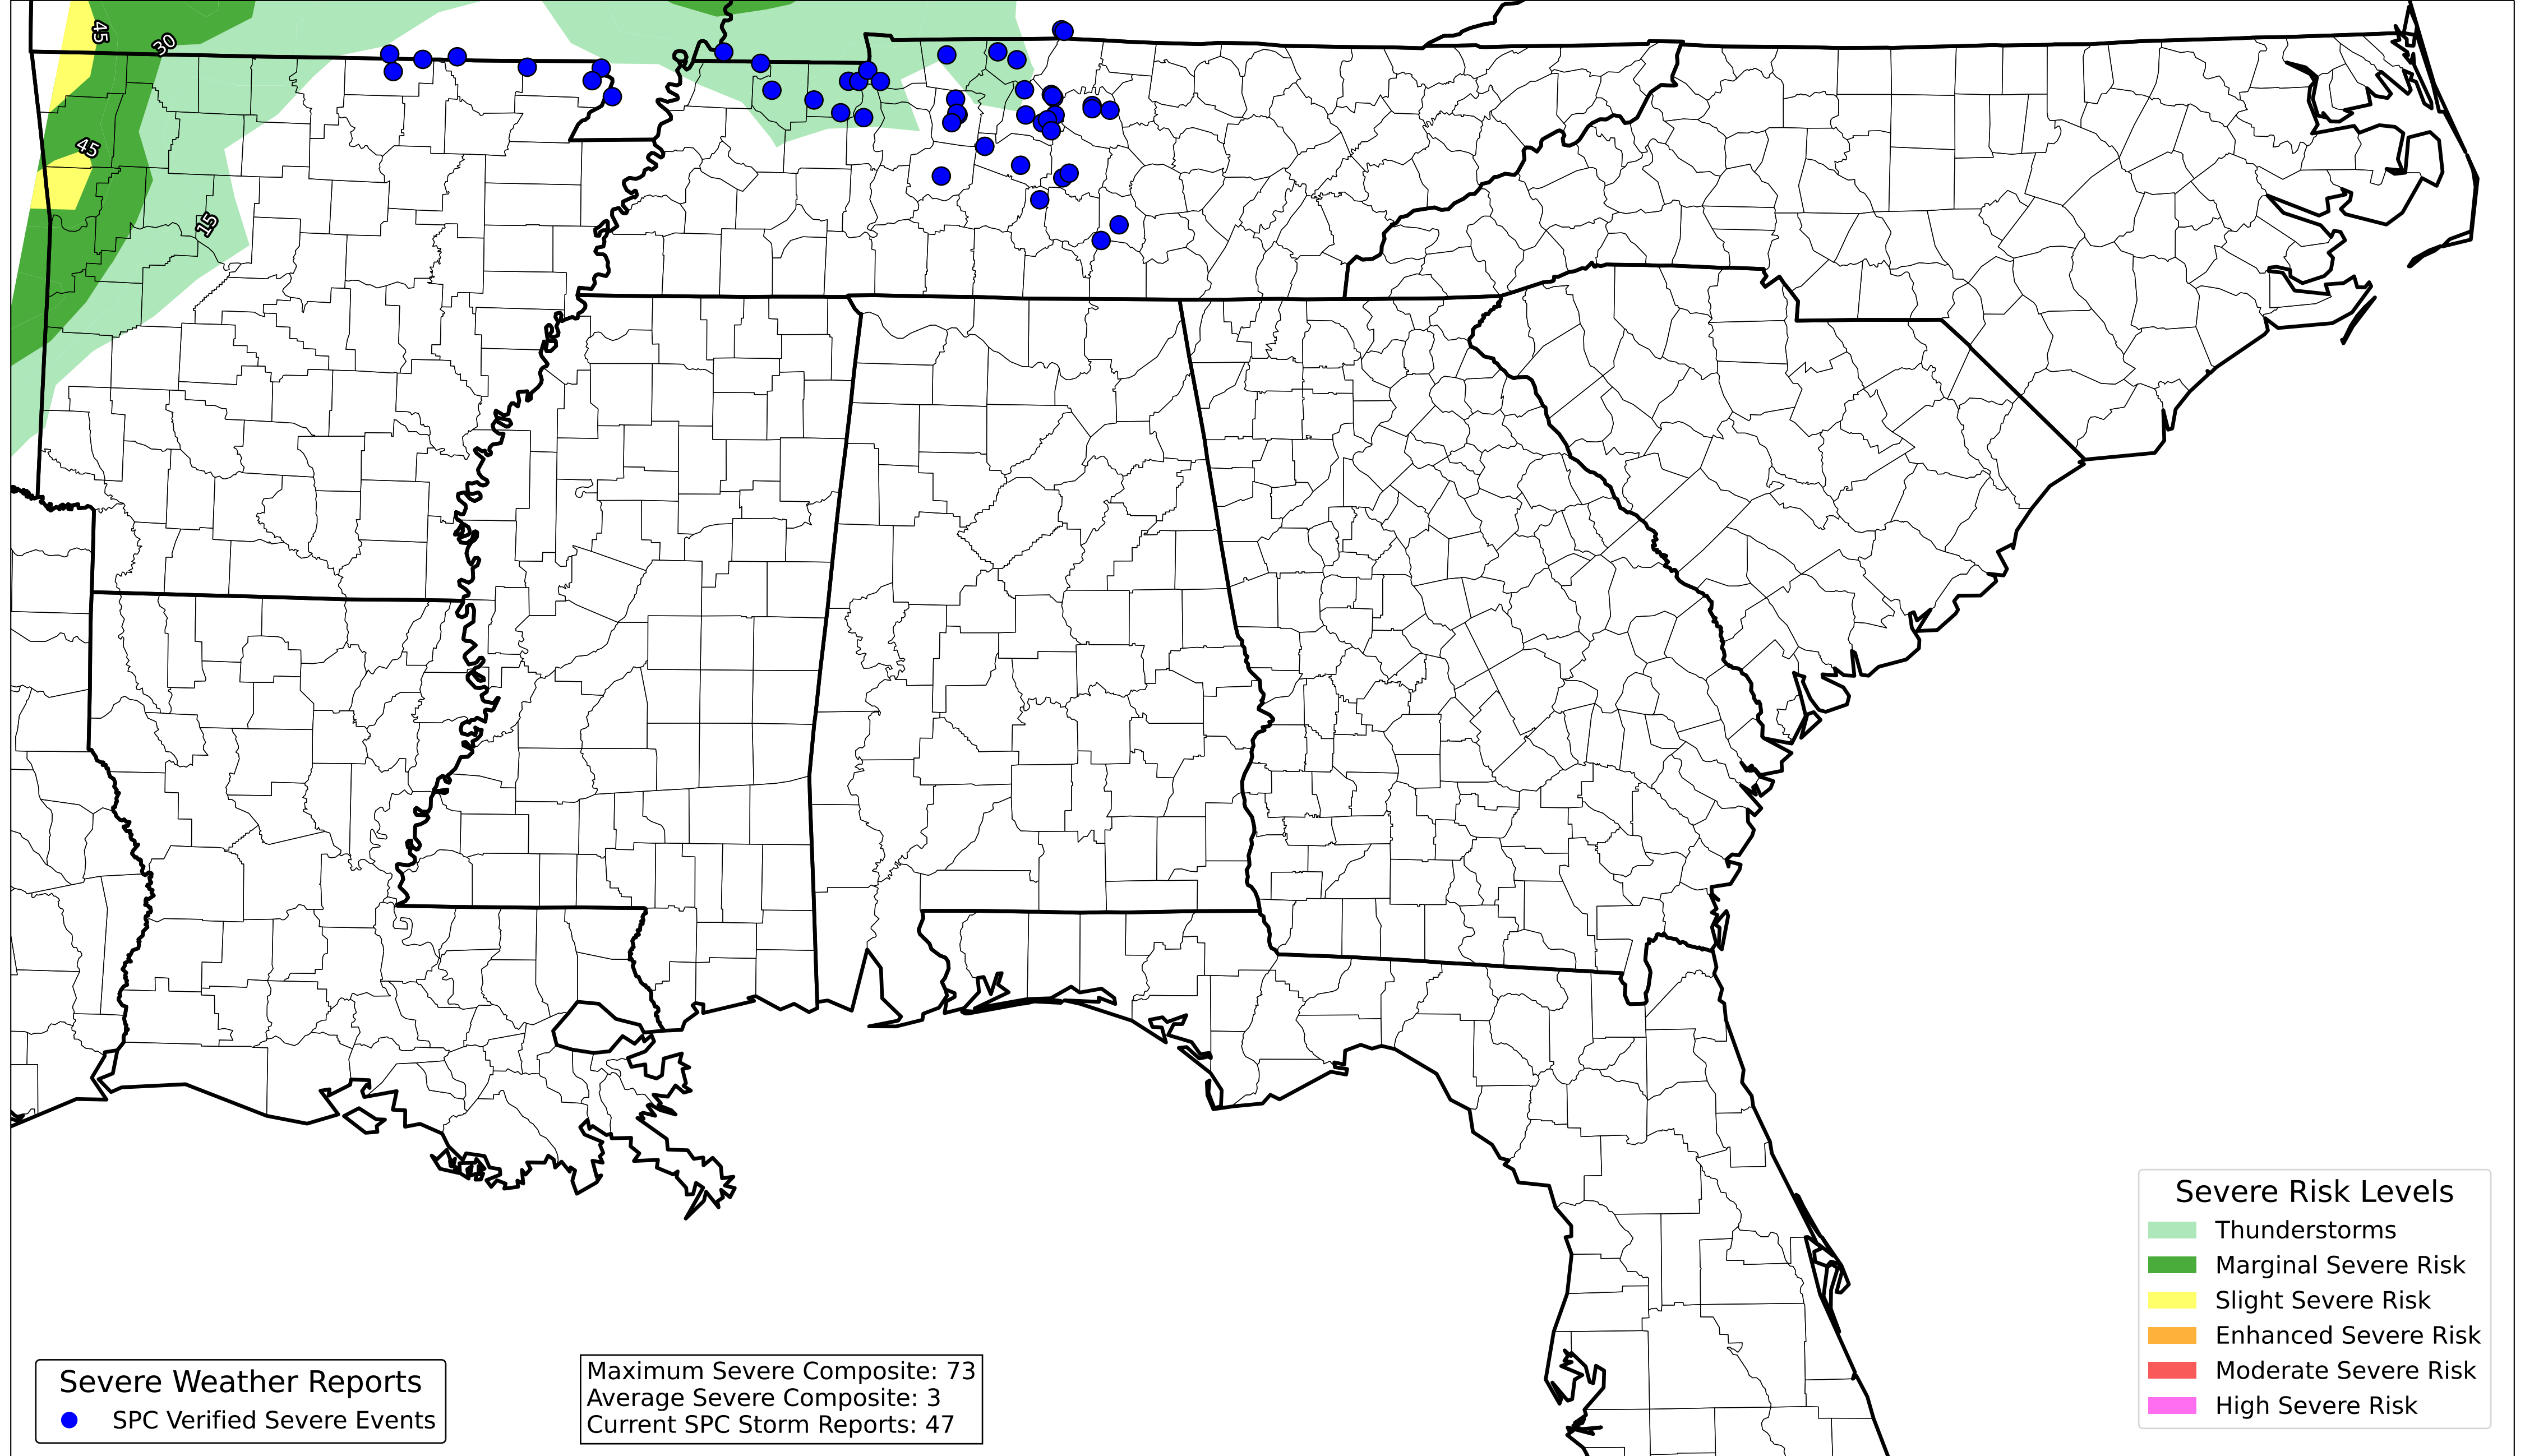 45
30
45
15
Severe Risk Levels
Thunderstorms
Marginal Severe Risk
Slight Severe Risk
Enhanced Severe Risk
Moderate Severe Risk
High Severe Risk
Severe Weather Reports
SPC Verified Severe Events
Maximum Severe Composite: 73
Average Severe Composite: 3
Current SPC Storm Reports: 47